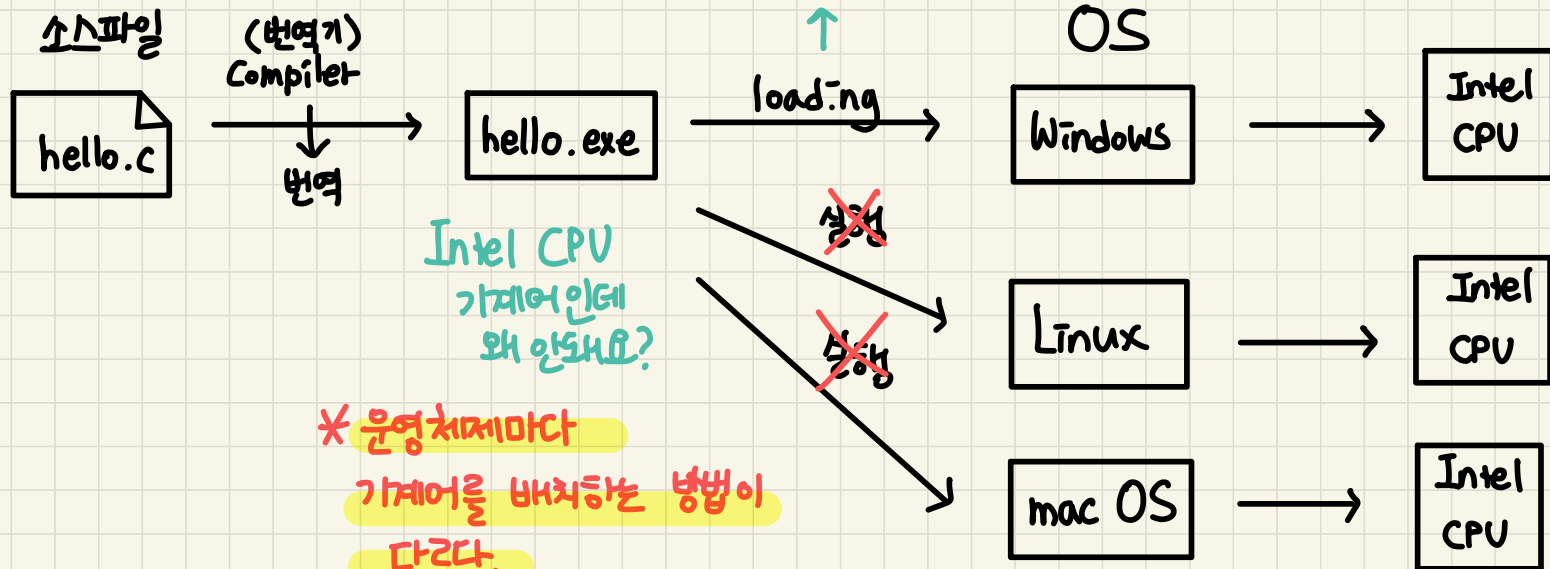 소스파일
(번역기)
Compiler
OS
hello.c
번역
hello.exe
loading
Windows
Intel
CPU
Intel CPU
기계어인데
왜 안돼요?
실행
실행
Linux
Intel
CPU
* 운영체제마다
기계어를 배치하는 방법이
다르다.
mac OS
Intel
CPU